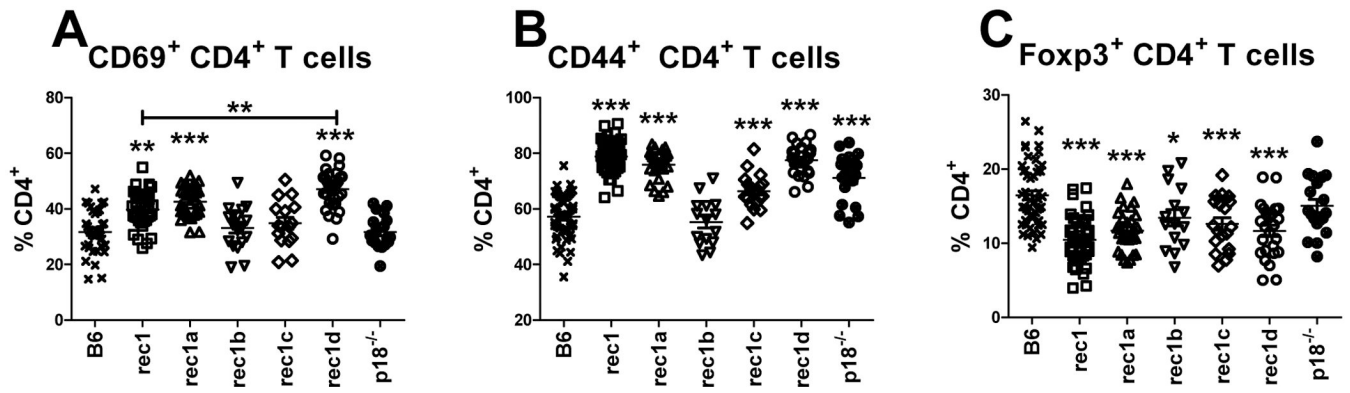 A
CD69+ CD4+ T cells
% CD4+
80
60
40
20
0
**
**
***
***
B6
rec1
rec1a
rec1b
rec1c
rec1d
p18-/-
B
CD44+ CD4+ T cells
% CD4+
100
80
60
40
20
***
***
***
***
***
B6
rec1
rec1a
rec1b
rec1c
rec1d
p18-/-
C
Foxp3+ CD4+ T cells
% CD4+
30
20
10
0
***
***
*
***
***
B6
rec1
rec1a
rec1b
rec1c
rec1d
p18-/-